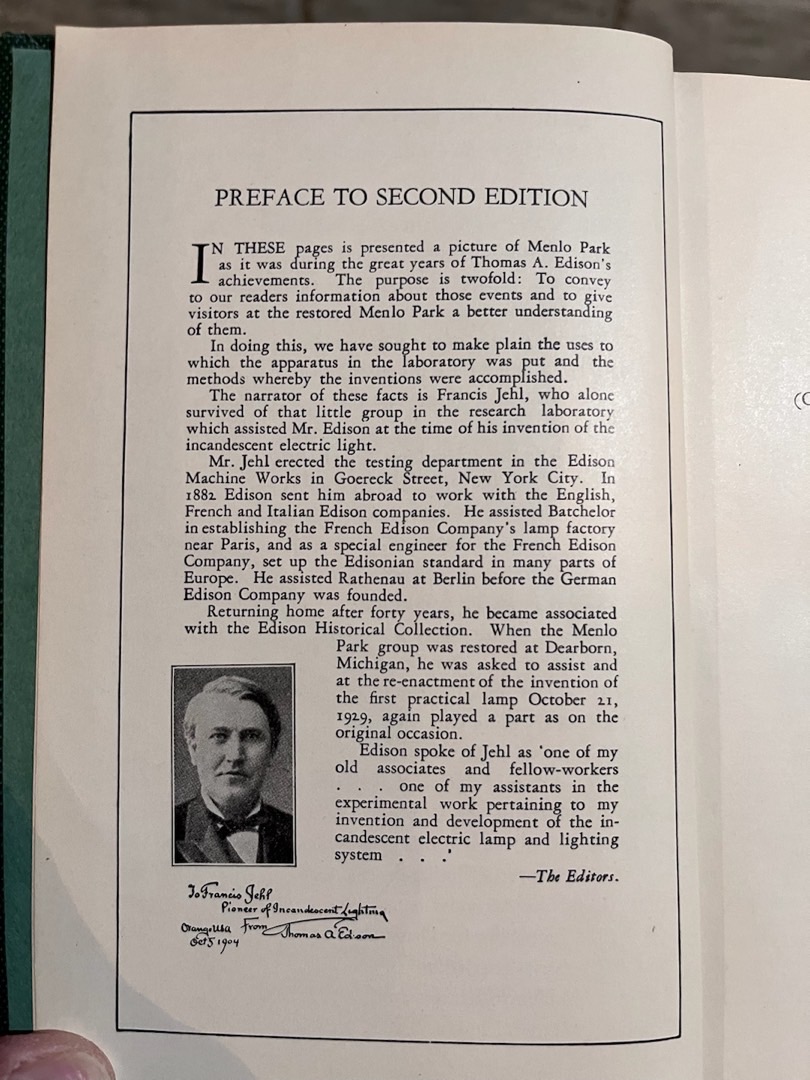 PREFACE TO SECOND EDITION
IN THESE pages is presented a picture of Menlo Park
as it was during the great years of Thomas A. Edison's
achievements. The purpose is twofold: To convey
to our readers information about those events and to give
visitors at the restored Menlo Park a better understanding
of them.
In doing this, we have sought to make plain the uses to
which the apparatus in the laboratory was put and the
methods whereby the inventions were accomplished.
The narrator of these facts is Francis Jehl, who alone
survived of that little group in the research laboratory
which assisted Mr. Edison at the time of his invention of the
incandescent electric light.
Mr. Jehl erected the testing department in the Edison
Machine Works in Goereck Street, New York City. In
1882 Edison sent him abroad to work with the English,
French and Italian Edison companies. He assisted Batchelor
in establishing the French Edison Company's lamp factory
near Paris, and as a special engineer for the French Edison
Company, set up the Edisonian standard in many parts of
Europe. He assisted Rathenau at Berlin before the German
Edison Company was founded.
Returning home after forty years, he became associated
with the Edison Historical Collection. When the Menlo
Park group was restored at Dearborn,
Michigan, he was asked to assist and
at the re-enactment of the invention of
the first practical lamp October 21,
1929, again played a part as on the
original occasion.
Edison spoke of Jehl as 'one of my
old associates and fellow-workers
. . . one of my assistants in the
experimental work pertaining to my
invention and development of the in-
candescent electric lamp and lighting
system . . .'
—The Editors.
To Francis Jehl
Pioneer of Incandescent Lighting
Orange USA From Thomas A Edison
Oct 5 1904
(C